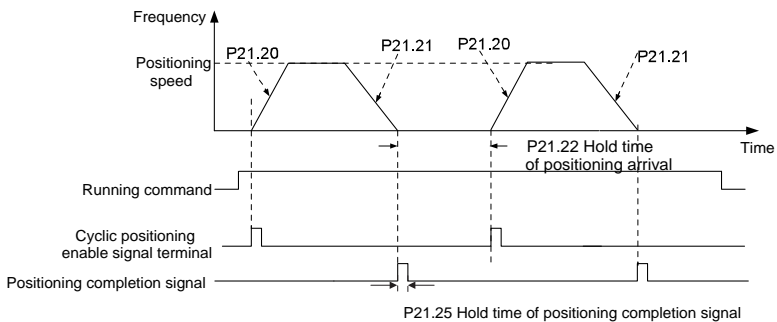 Frequency
P21.20
P21.21
P21.20
P21.21
Positioning
speed
P21.22 Hold time
of positioning arrival
Time
Running command
Cyclic positioning
enable signal terminal
Positioning completion signal
P21.25 Hold time of positioning completion signal